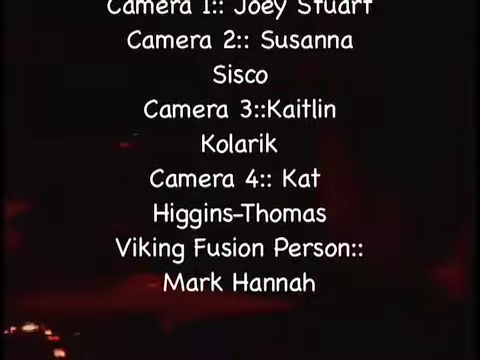 Camera 1:: Joey Stuart
Camera 2:: Susanna
Sisco
Camera 3::Kaitlin
Kolarik
Camera 4:: Kat
Higgins-Thomas
Viking Fusion Person::
Mark Hannah